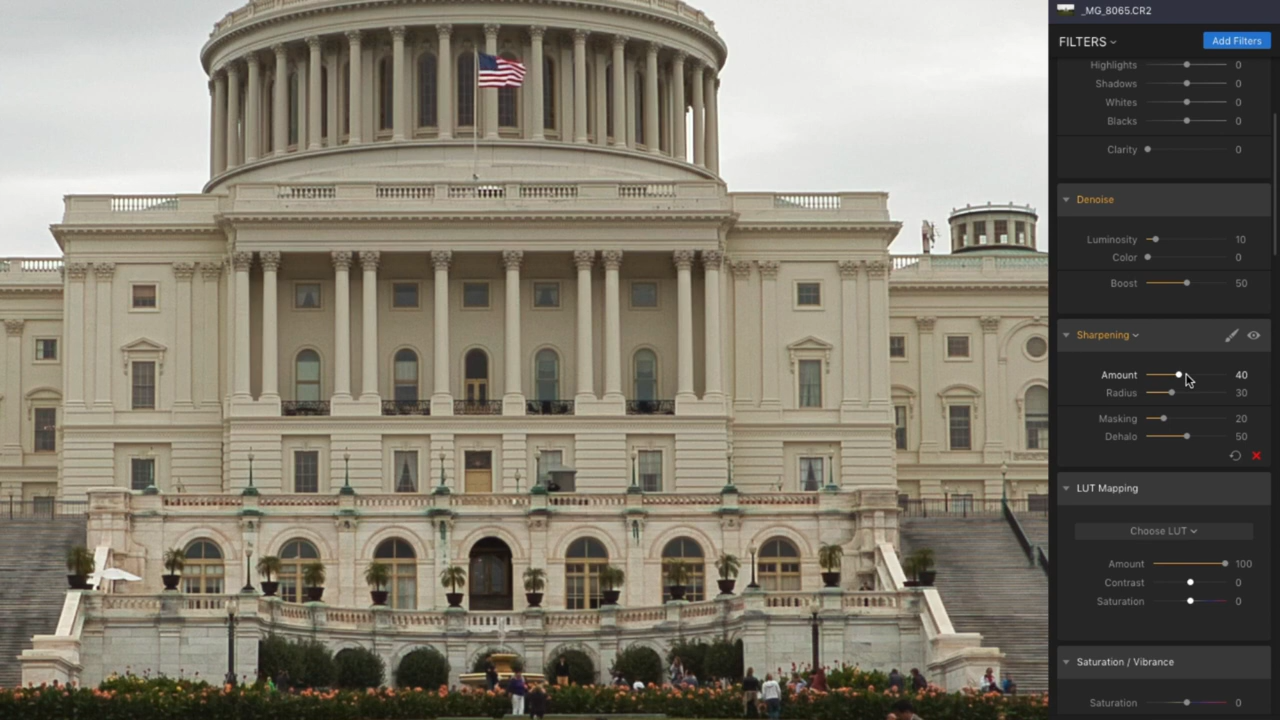 _MG_8065.CR2
FILTERS
Add Filters
Highlights 0
Shadows 0
Whites 0
Blacks 0
Clarity 0
Denoise
Luminosity 10
Color 0
Boost 50
Sharpening
Amount 40
Radius 30
Masking 20
Dehalo 50
LUT Mapping
Choose LUT
Amount 100
Contrast 0
Saturation 0
Saturation / Vibrance
Saturation 0